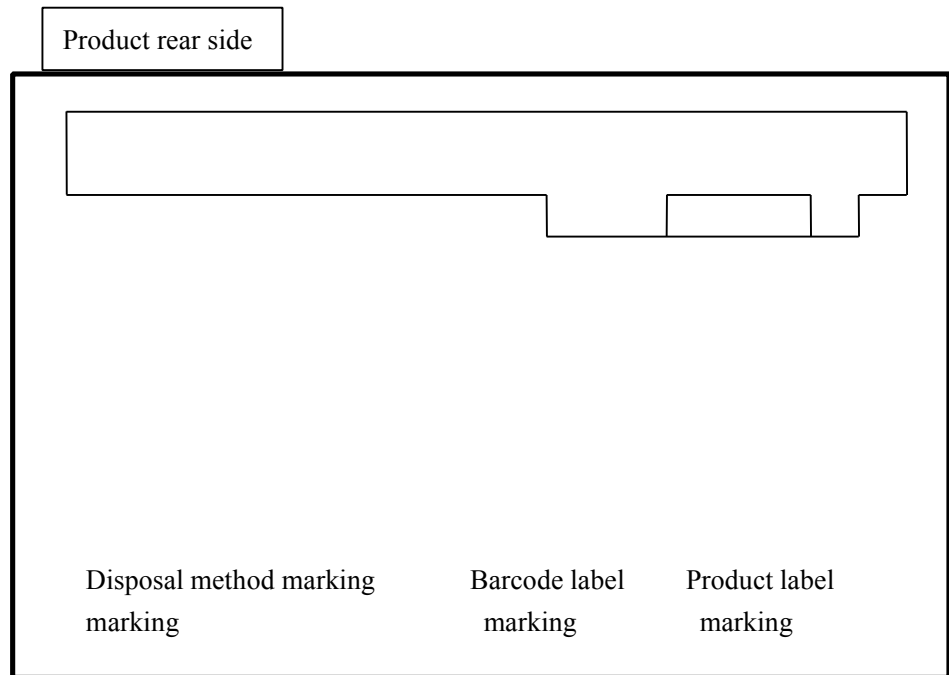 Product rear side
Disposal method marking Barcode label Product label
marking marking marking